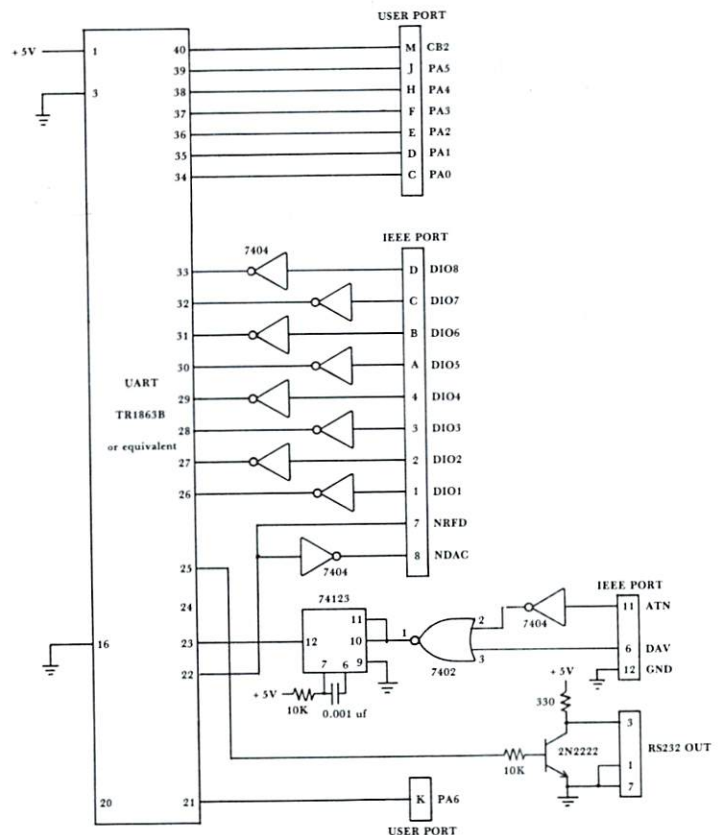 USER PORT
+ 5V
1
40
M
CB2
39
J
PA5
3
38
H
PA4
37
F
PA3
36
E
PA2
35
D
PA1
34
C
PA0
IEEE PORT
7404
33
D
DIO8
32
C
DIO7
31
B
DIO6
30
A
DIO5
UART
29
4
DIO4
TR1863B
28
3
DIO3
or equivalent
27
2
DIO2
26
1
DIO1
7
NRFD
8
NDAC
7404
25
IEEE PORT
74123
24
11
2
11
ATN
7404
16
23
12
10
1
6
DAV
3
22
7
6
9
7402
12
GND
+ 5V
+ 5V
10K
0.001 uf
330
3
2N2222
RS232 OUT
10K
1
7
20
21
K
PA6
USER PORT